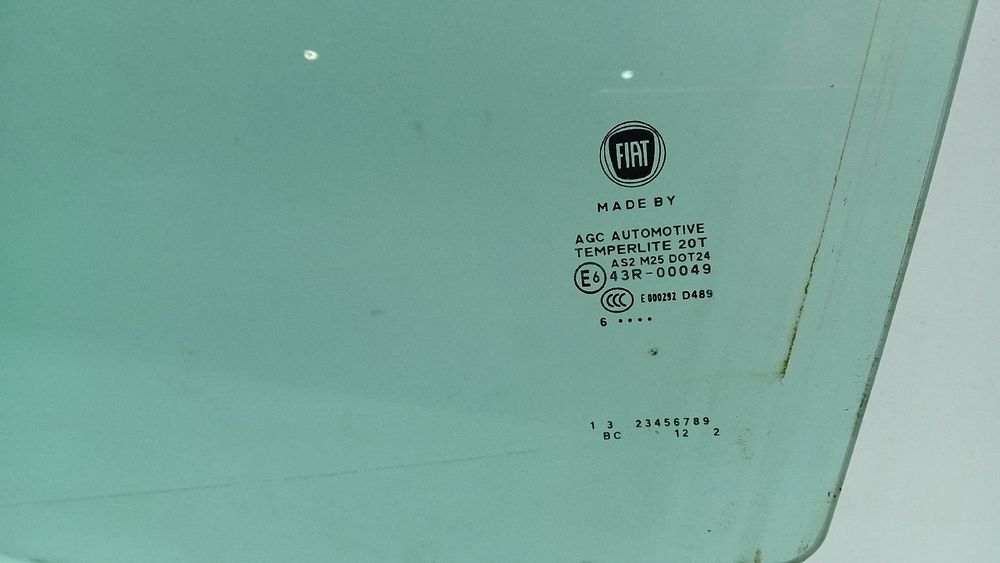 FIAT
MADE BY
AGC AUTOMOTIVE
TEMPERLITE 20T
AS2 M25 DOT24
E6 43R-00049
CCC E 000292 D489
6 ••••
1 3 23456789
BC 12 2